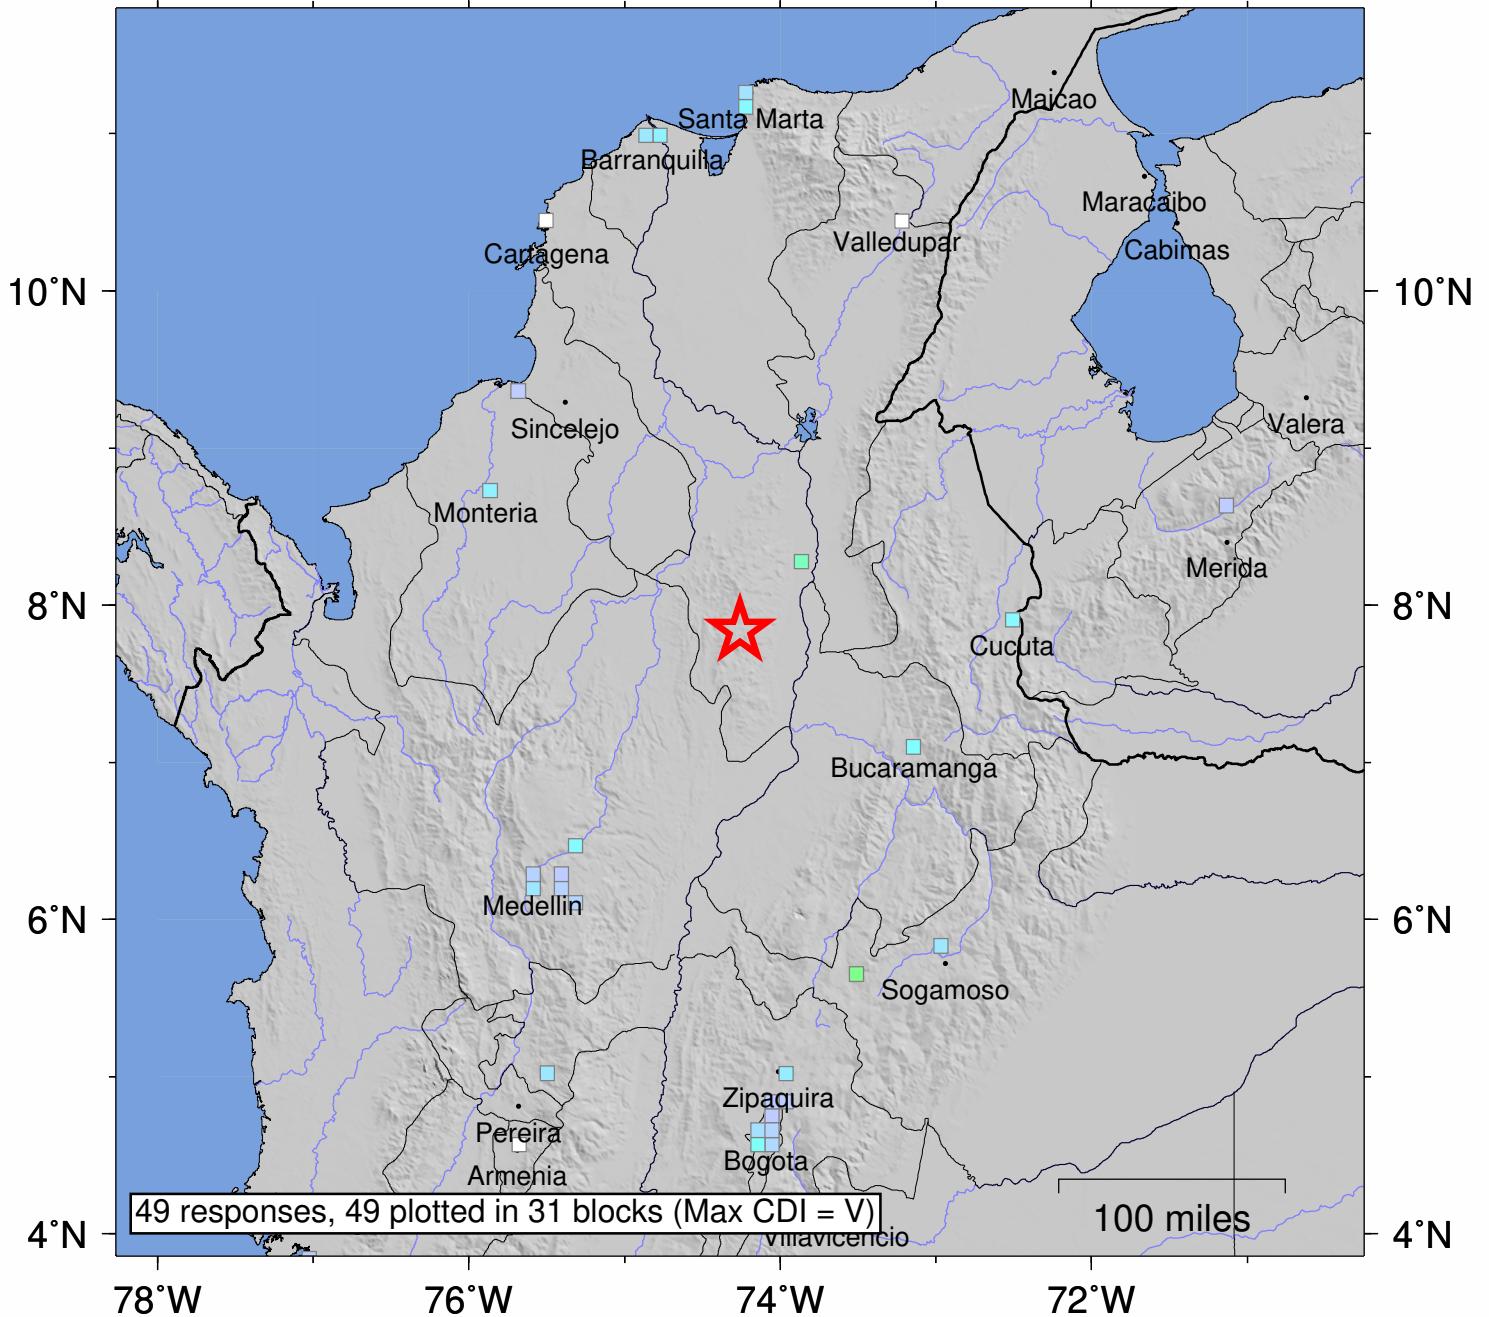 Maicao
Santa Marta
Barranquilla
Maracaibo
Cartagena
Valledupar
Cabimas
10°N
10°N
Sincelejo
Valera
Monteria
Merida
8°N
8°N
Cucuta
Bucaramanga
Medellin
6°N
6°N
Sogamoso
Zipaquira
Pereira
Bogota
Armenia
49 responses, 49 plotted in 31 blocks (Max CDI = V)
100 miles
Villavicencio
4°N
4°N
78°W
76°W
74°W
72°W